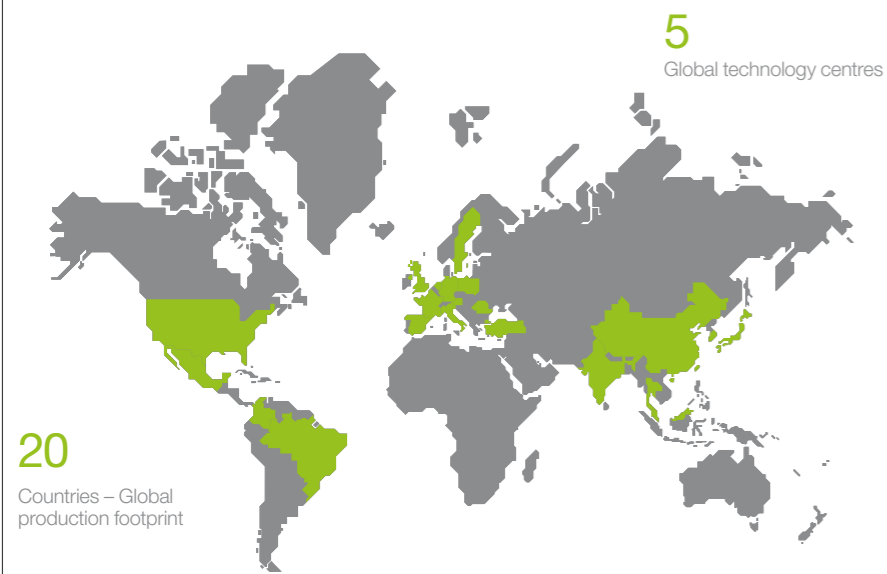 5
Global technology centres
20
Countries – Global
production footprint